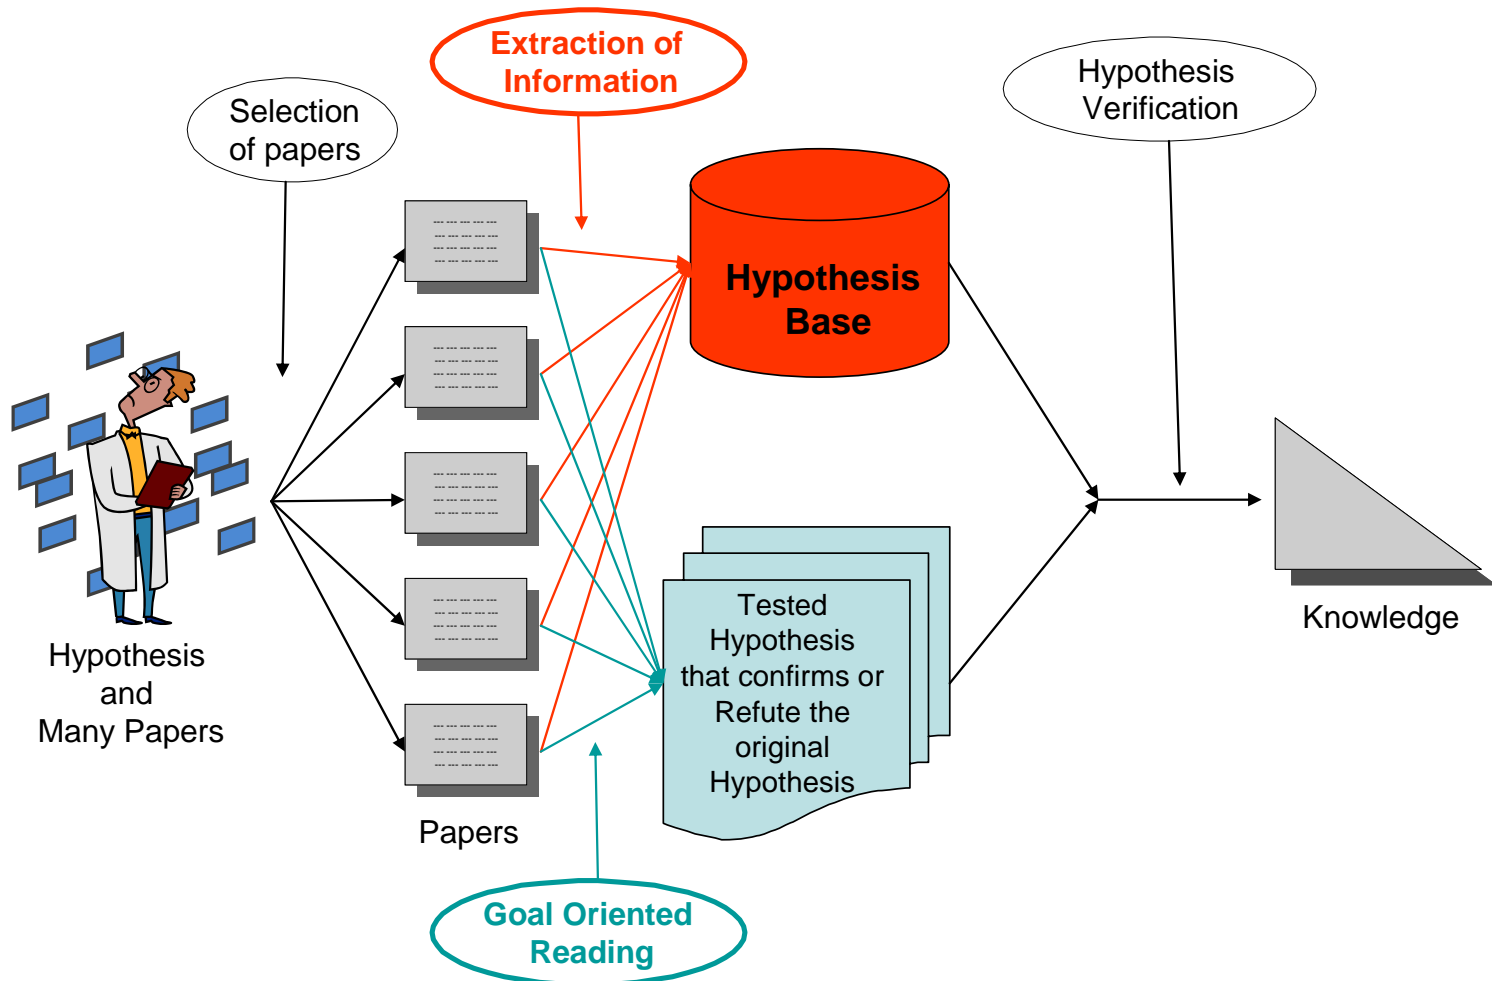 Extraction of
Information
Hypothesis
Verification
Selection
of papers
Hypothesis
Base
Tested
Hypothesis
that confirms or
Refute the
original
Hypothesis
Knowledge
Hypothesis
and
Many Papers
Papers
Goal Oriented
Reading